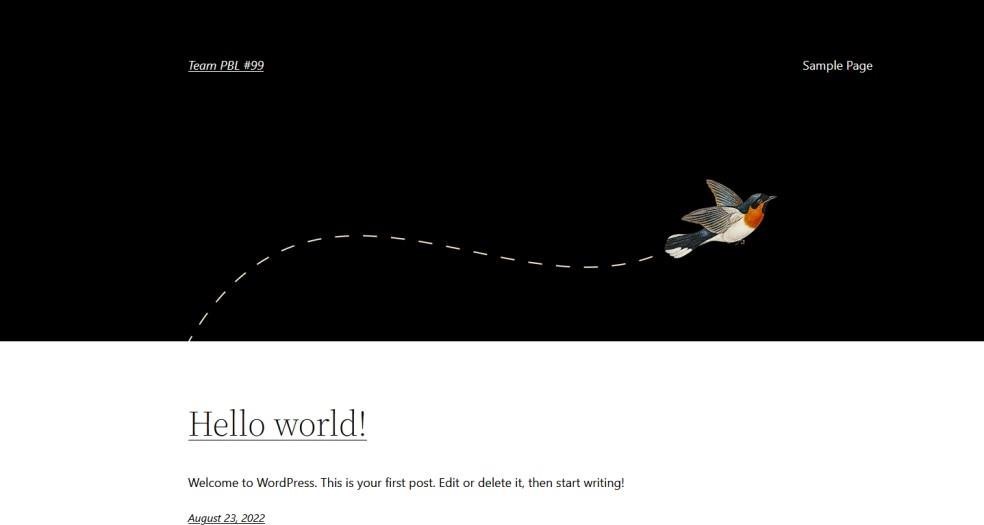 Team PBL #99
Sample Page
Hello world!
Welcome to WordPress. This is your first post. Edit or delete it, then start writing!
August 23, 2022